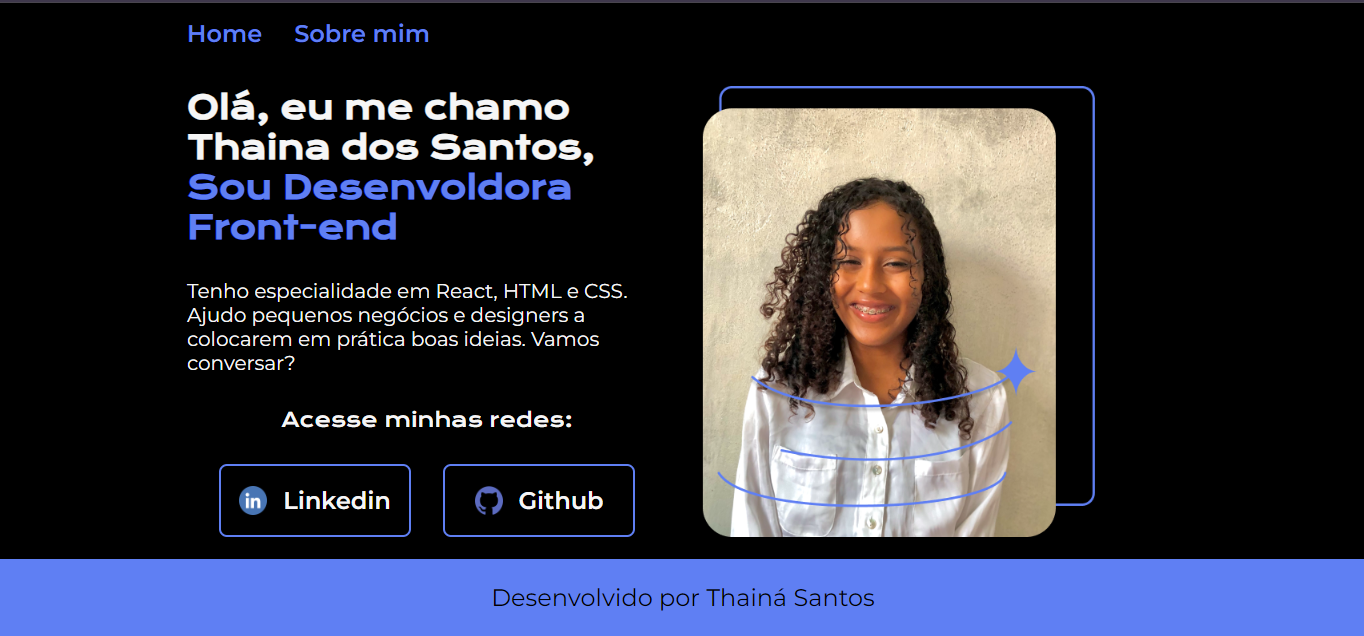 Home Sobre mim
Olá, eu me chamo
Thaina dos Santos,
Sou Desenvoldora
Front-end
Tenho especialidade em React, HTML e CSS.
Ajudo pequenos negócios e designers a
colocarem em prática boas ideias. Vamos
conversar?
Acesse minhas redes:
in Linkedin Github
Desenvolvido por Thainá Santos